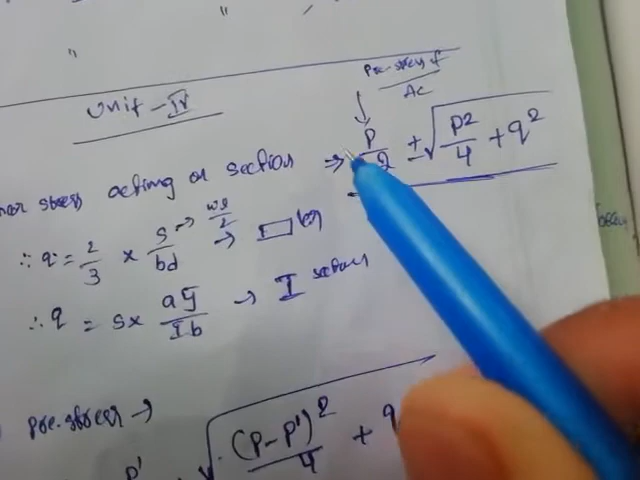 " "
"
Unit - IV
Pre-stress f
Ac
stress acting on section ⇒ P/2 ± √(P²/4 + q²)
∴ q = 2/3 × S/bd → wl/2
∴ q = S × aȳ/Ib → I section
pre.stress →
√((P-P')²/4 + q
P'